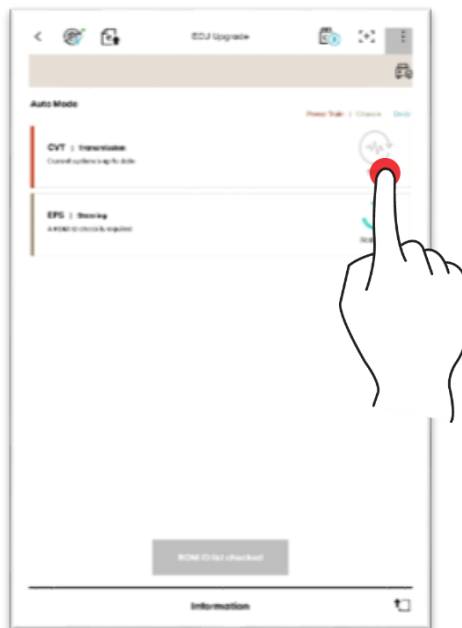 ECU Upgrade
Auto Mode
Power Train | Chassis Body
CVT | Transmission
Current system is up to date
EPS | Steering
A ROM ID check is required
ROM ID list checked
Information